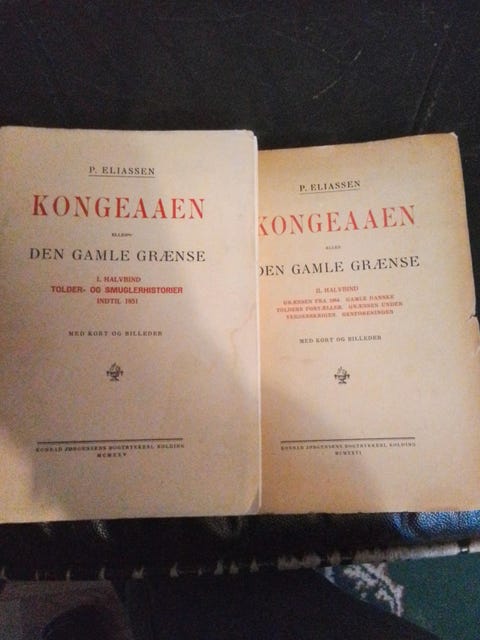 P. ELIASSEN
KONGEAAEN
ELLER
DEN GAMLE GRÆNSE
I. HALVBIND
TOLDER- OG SMUGLERHISTORIER
INDTIL 1851
MED KORT OG BILLEDER
KONRAD JØRGENSENS BOGTRYKKERI, KOLDING
MCMXXV
P. ELIASSEN
KONGEAAEN
ELLER
DEN GAMLE GRÆNSE
II. HALVBIND
GRÆNSEN FRA 1864. GAMLE DANSKE
TOLDERE FORTÆLLER. GRÆNSEN UNDER
VERDENSKRIGEN. GENFORENINGEN
MED KORT OG BILLEDER
KONRAD JØRGENSENS BOGTRYKKERI, KOLDING
MCMXXVI